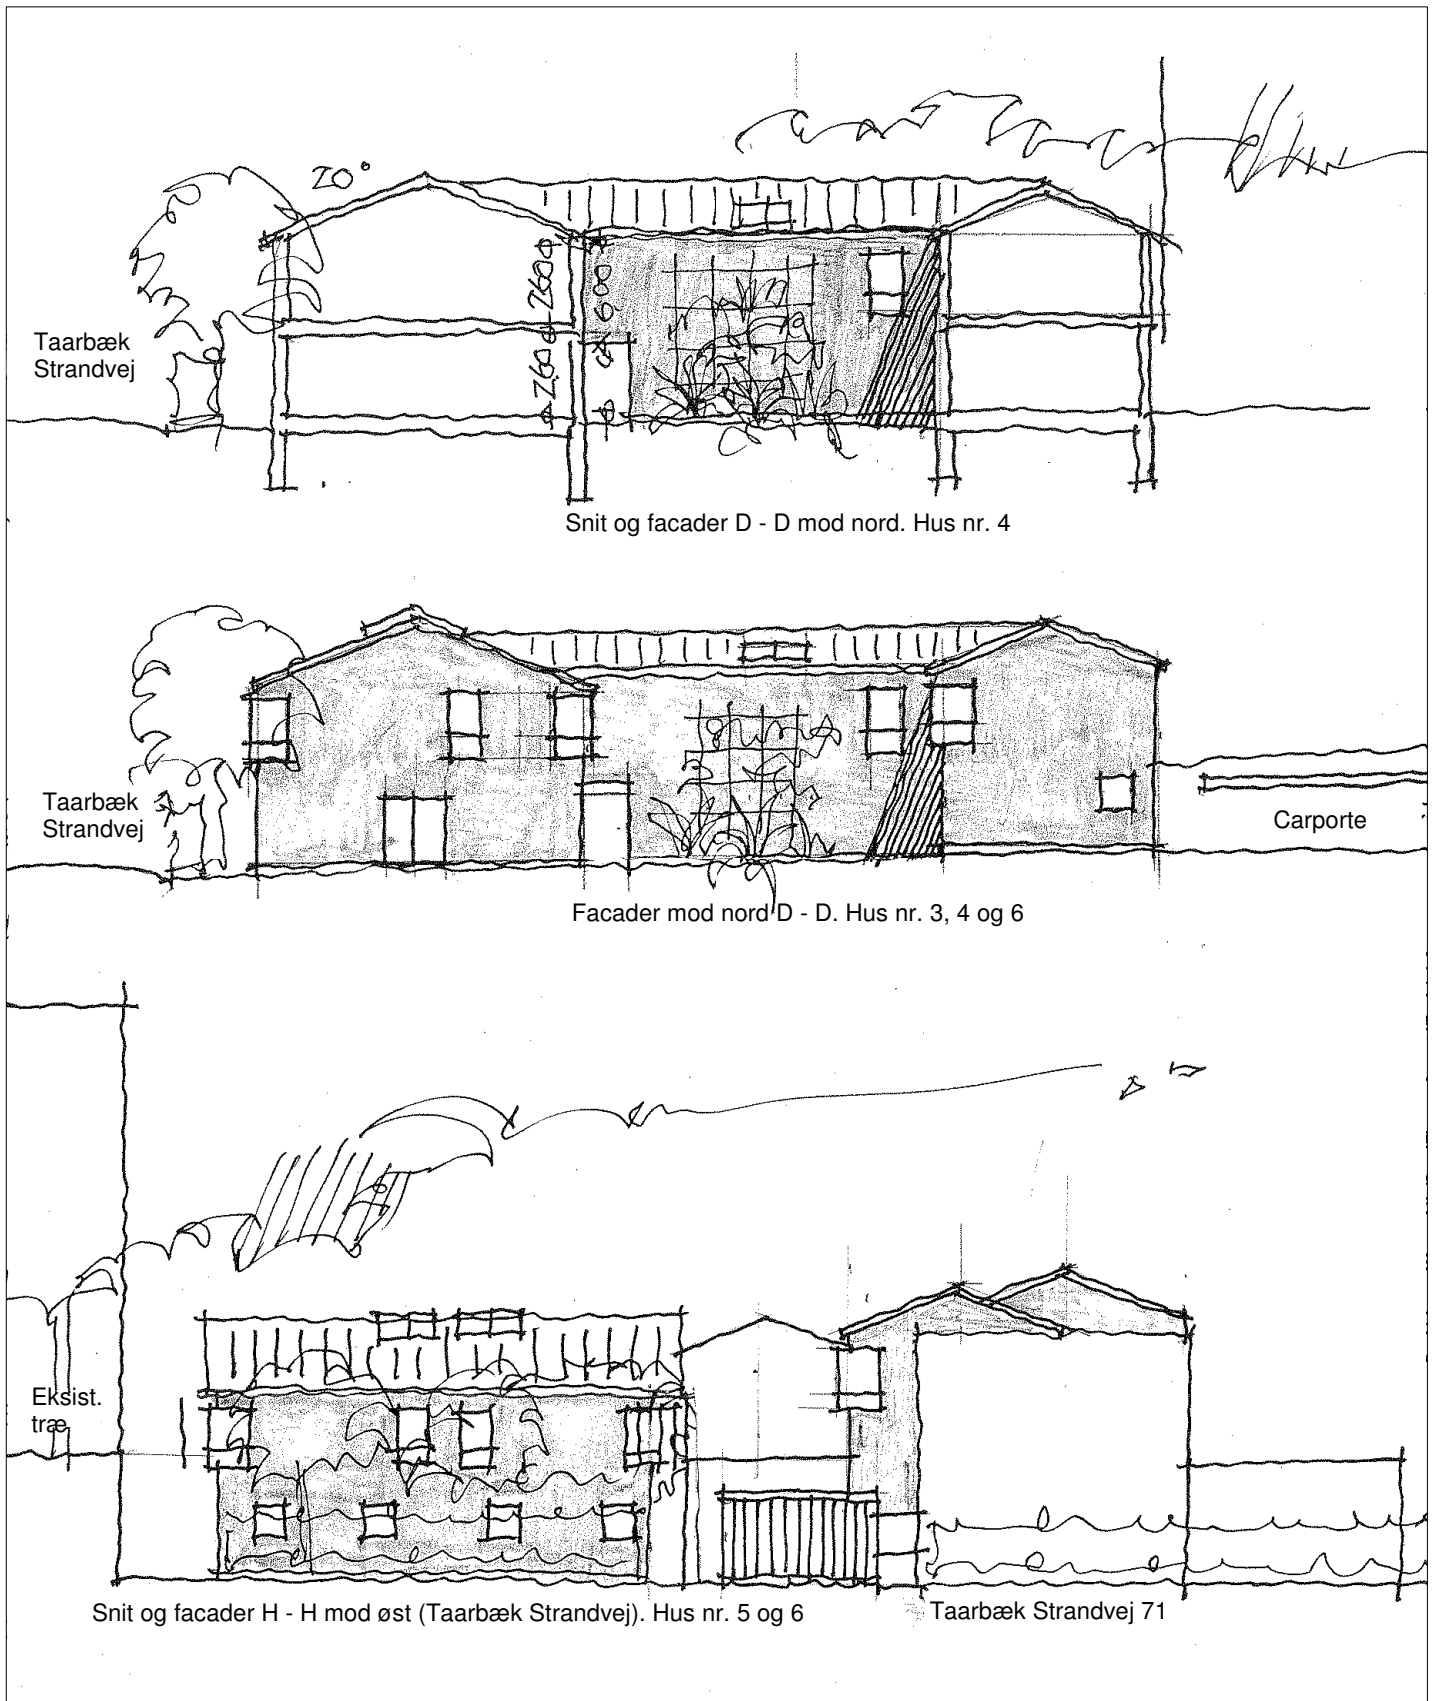 20°
2600
2600
600
Taarbæk
Strandvej
Snit og facader D - D mod nord. Hus nr. 4
Taarbæk
Strandvej
Carporte
Facader mod nord D - D. Hus nr. 3, 4 og 6
Eksist.
træ
Snit og facader H - H mod øst (Taarbæk Strandvej). Hus nr. 5 og 6
Taarbæk Strandvej 71